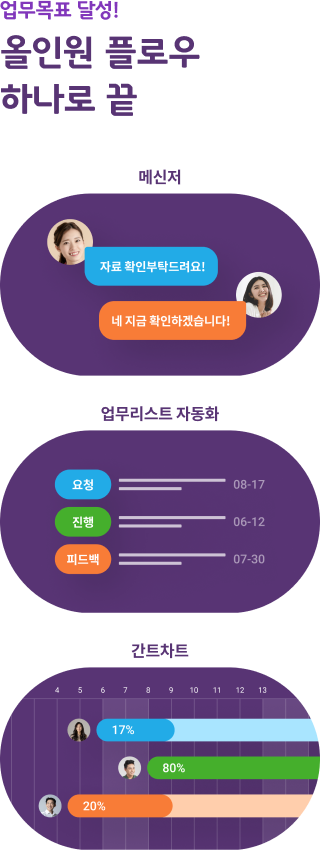 업무목표 달성!
올인원 플로우
하나로 끝
메신저
자료 확인부탁드려요!
네 지금 확인하겠습니다!
업무리스트 자동화
요청 08-17
진행 06-12
피드백 07-30
간트차트
4 5 6 7 8 9 10 11 12 13
17%
80%
20%